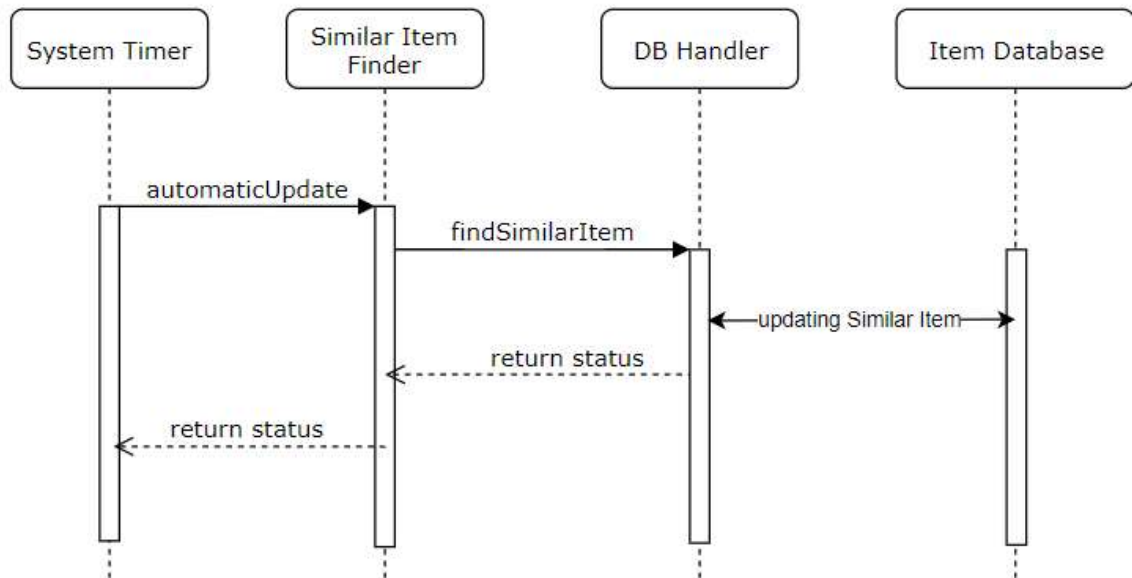 System Timer
Similar Item
Finder
DB Handler
Item Database
automaticUpdate
findSimilarItem
updating Similar Item
return status
return status